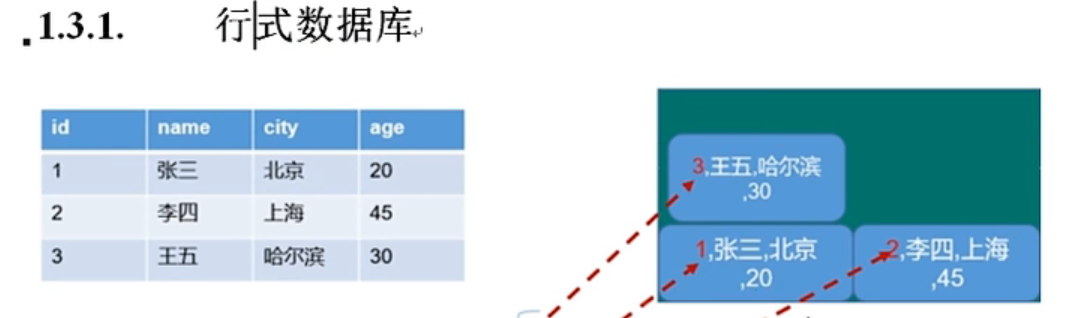 1.3.1. 行式数据库
id name city age
1 张三 北京 20
2 李四 上海 45
3 王五 哈尔滨 30
3,王五,哈尔滨
,30
1,张三,北京
,20
2,李四,上海
,45